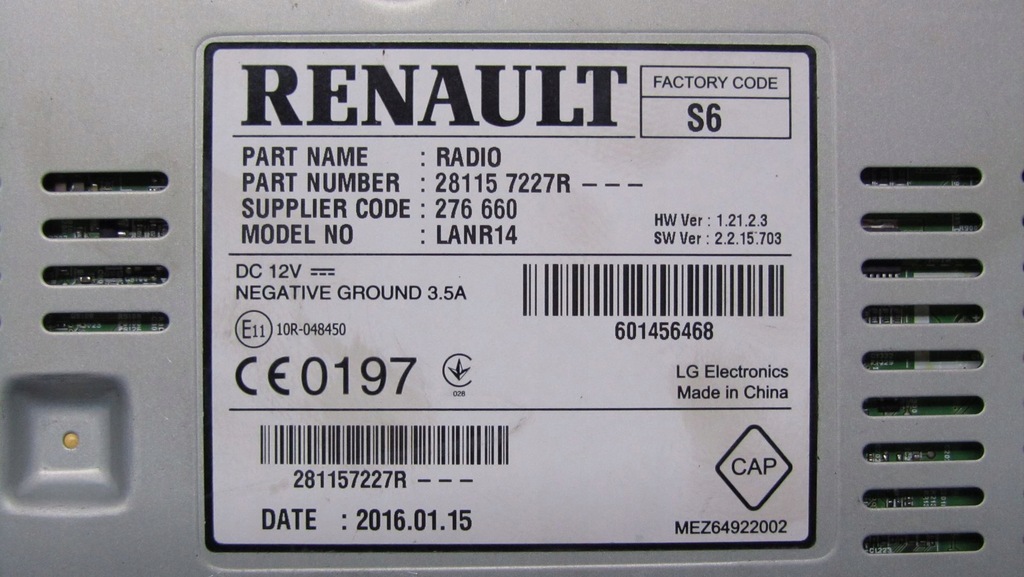 RENAULT
FACTORY CODE
S6
PART NAME : RADIO
PART NUMBER : 28115 7227R - - -
SUPPLIER CODE : 276 660
MODEL NO : LANR14
HW Ver : 1.21.2.3
SW Ver : 2.2.15.703
DC 12V
NEGATIVE GROUND 3.5A
E11 10R-048450
CE0197
028
601456468
LG Electronics
Made in China
281157227R - - -
DATE : 2016.01.15
CAP
MEZ64922002